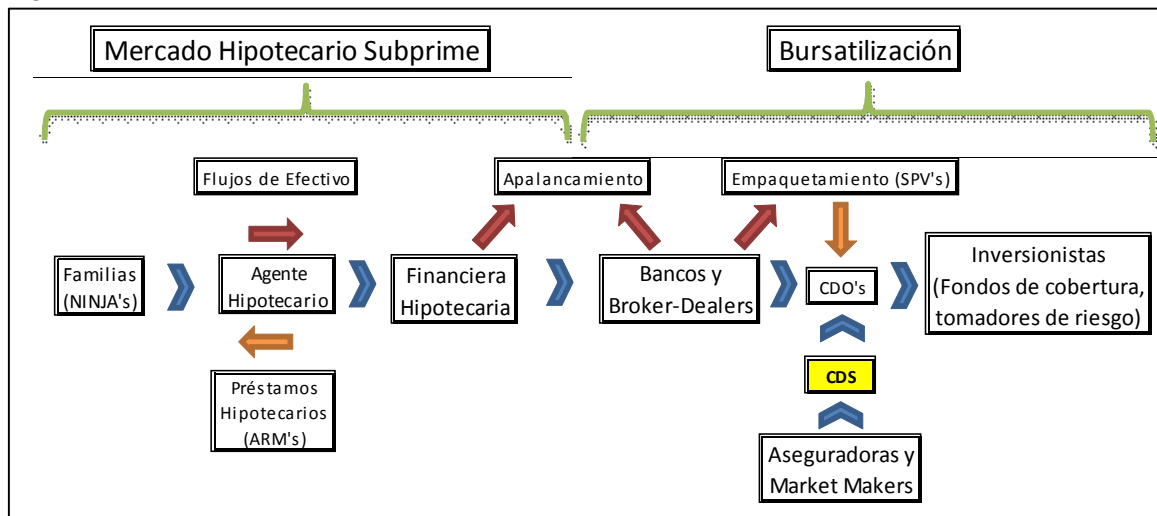 Mercado Hipotecario Subprime
Bursatilización
Flujos de Efectivo
Apalancamiento
Empaquetamiento (SPV's)
Familias
(NINJA's)
Agente
Hipotecario
Financiera
Hipotecaria
Bancos y
Broker-Dealers
CDO's
Inversionistas
(Fondos de cobertura,
tomadores de riesgo)
Préstamos
Hipotecarios
(ARM's)
CDS
Aseguradoras y
Market Makers